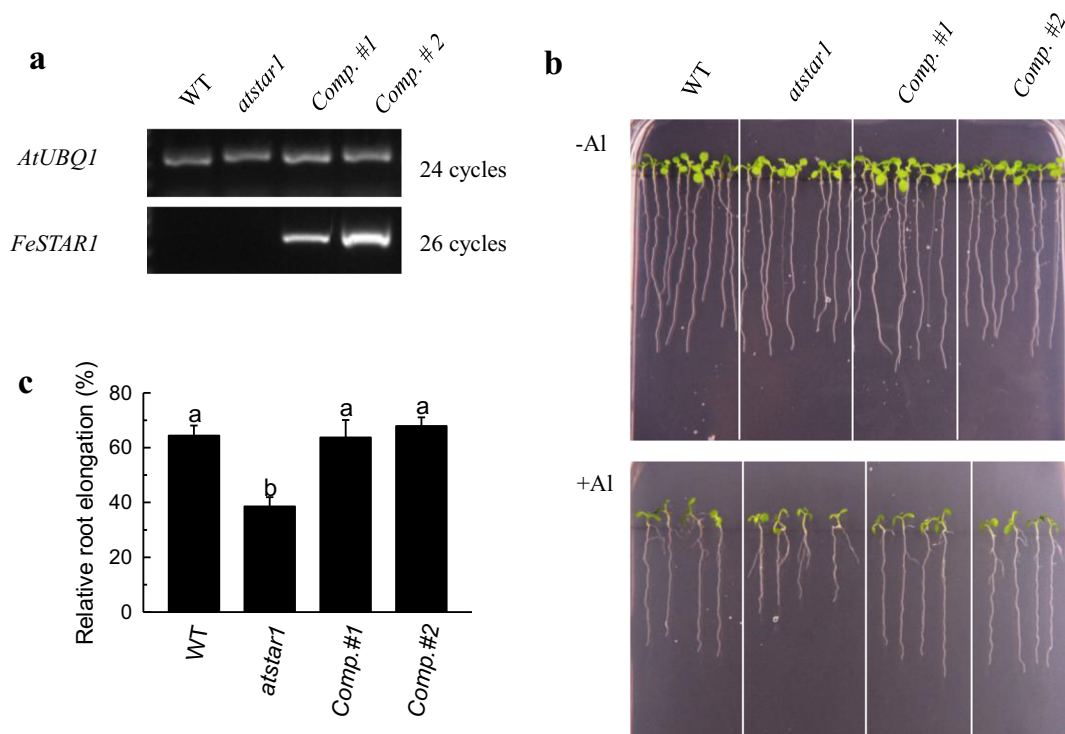 a
WT
atstar1
Comp. #1
Comp. # 2
AtUBQ1
24 cycles
FeSTAR1
26 cycles
b
WT
atstar1
Comp. #1
Comp. #2
-Al
+Al
c
Relative root elongation (%)
80
60
40
20
0
a
b
a
a
WT
atstar1
Comp.#1
Comp.#2